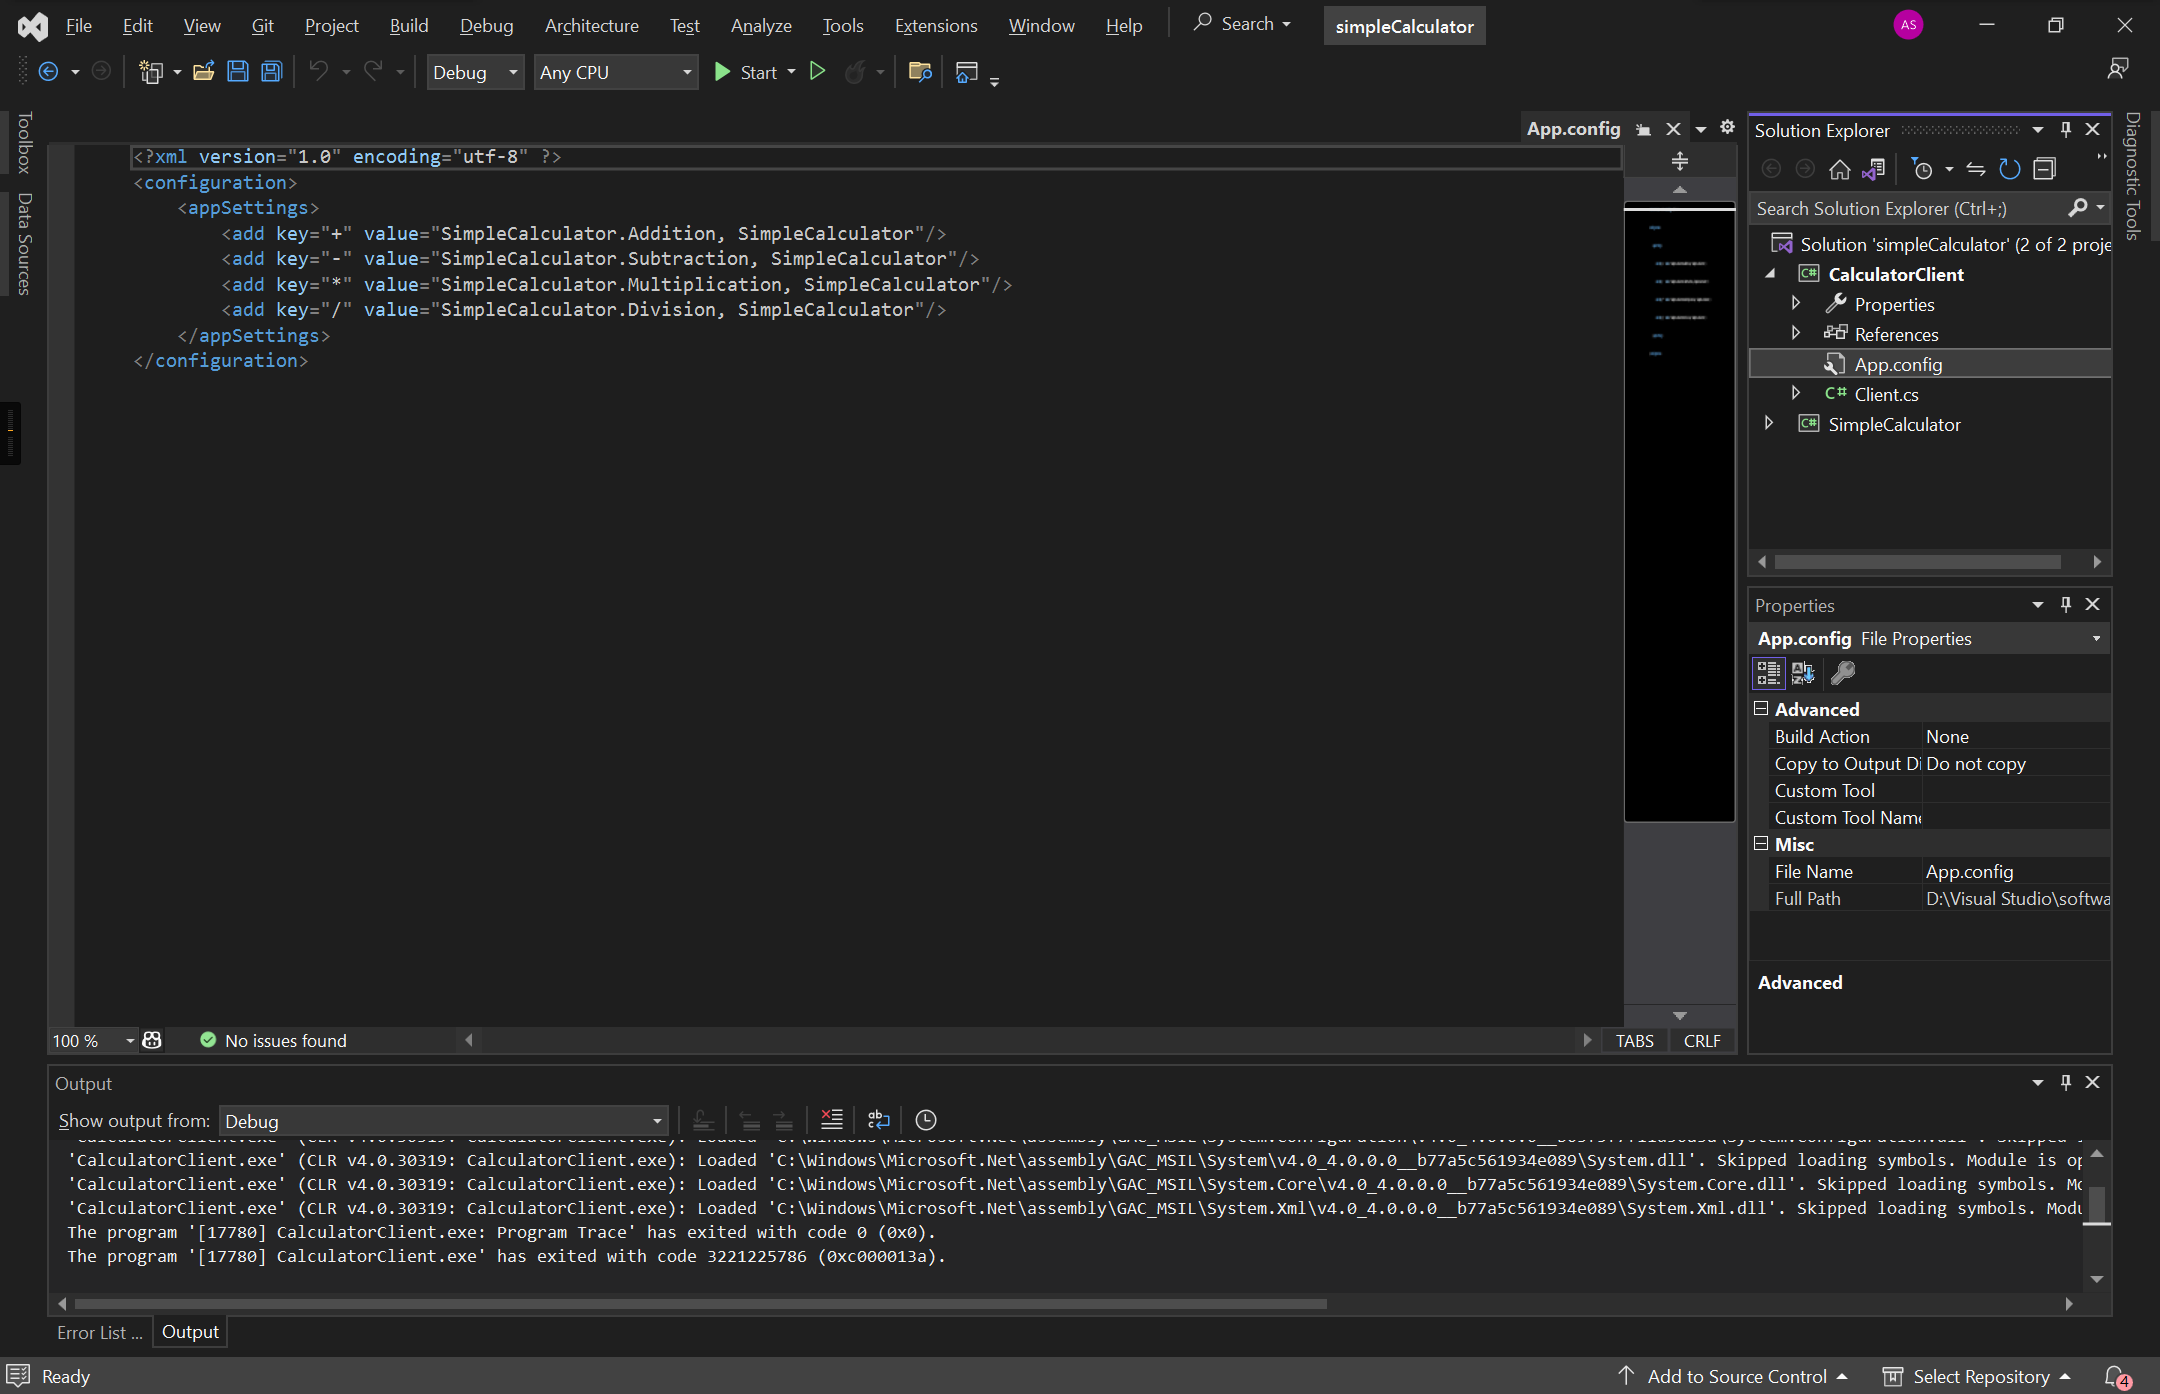 File Edit View Git Project Build Debug Architecture Test Analyze Tools Extensions Window Help Search simpleCalculator AS
Debug Any CPU Start
Toolbox
Data Sources
App.config
<?xml version="1.0" encoding="utf-8" ?>
<configuration>
<appSettings>
<add key="+" value="SimpleCalculator.Addition, SimpleCalculator"/>
<add key="-" value="SimpleCalculator.Subtraction, SimpleCalculator"/>
<add key="*" value="SimpleCalculator.Multiplication, SimpleCalculator"/>
<add key="/" value="SimpleCalculator.Division, SimpleCalculator"/>
</appSettings>
</configuration>
100 % No issues found TABS CRLF
Solution Explorer
Search Solution Explorer (Ctrl+;)
Solution 'simpleCalculator' (2 of 2 proje
C# CalculatorClient
Properties
References
App.config
C# Client.cs
C# SimpleCalculator
Diagnostic Tools
Properties
App.config File Properties
Advanced
Build Action None
Copy to Output Di Do not copy
Custom Tool
Custom Tool Name
Misc
File Name App.config
Full Path D:\Visual Studio\softwa
Advanced
Output
Show output from: Debug
'CalculatorClient.exe' (CLR v4.0.30319: CalculatorClient.exe): Loaded 'C:\Windows\Microsoft.Net\assembly\GAC_MSIL\System\v4.0_4.0.0.0__b77a5c561934e089\System.dll'. Skipped loading symbols. Module is op
'CalculatorClient.exe' (CLR v4.0.30319: CalculatorClient.exe): Loaded 'C:\Windows\Microsoft.Net\assembly\GAC_MSIL\System.Core\v4.0_4.0.0.0__b77a5c561934e089\System.Core.dll'. Skipped loading symbols. Mo
'CalculatorClient.exe' (CLR v4.0.30319: CalculatorClient.exe): Loaded 'C:\Windows\Microsoft.Net\assembly\GAC_MSIL\System.Xml\v4.0_4.0.0.0__b77a5c561934e089\System.Xml.dll'. Skipped loading symbols. Modu
The program '[17780] CalculatorClient.exe: Program Trace' has exited with code 0 (0x0).
The program '[17780] CalculatorClient.exe' has exited with code 3221225786 (0xc000013a).
Error List ... Output
Ready Add to Source Control Select Repository 4